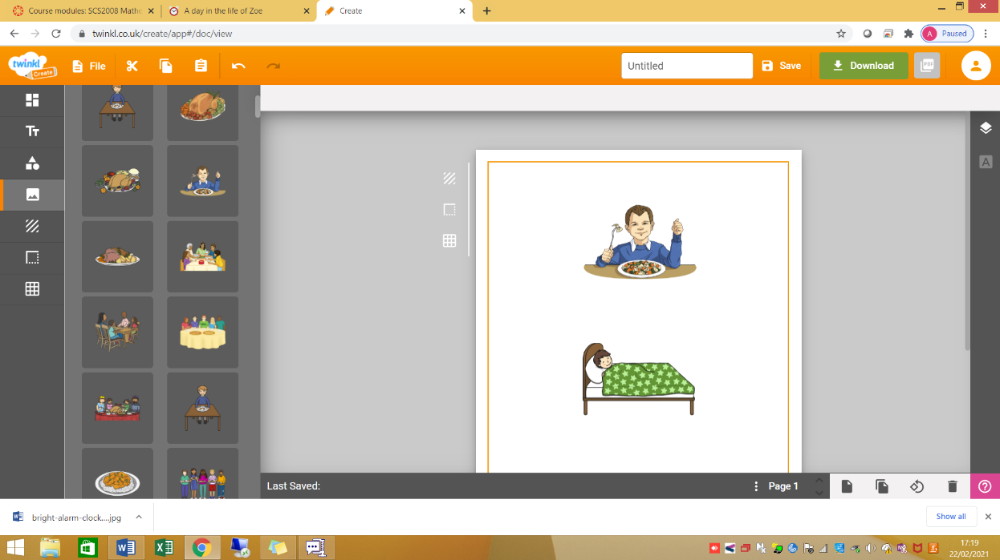 Course modules: SCS2008 Mathe
A day in the life of Zoe
Create
twinkl.co.uk/create/app#/doc/view
A
Paused
twinkl
Create
File
Untitled
Save
Download
PDF
A
Last Saved:
Page 1
bright-alarm-clock....jpg
Show all
17:19
22/02/2021